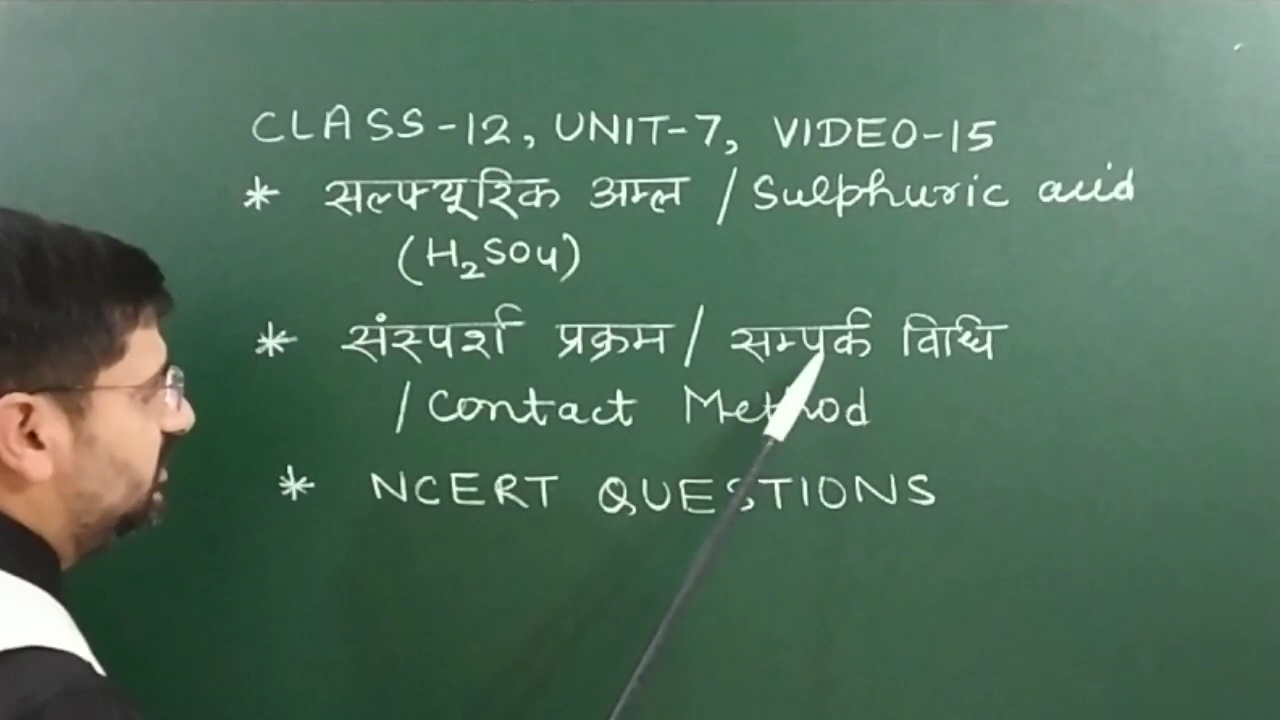 CLASS-12, UNIT-7, VIDEO-15
* सल्फ्यूरिक अम्ल / Sulphuric acid
(H₂SO₄)
* संस्पर्श प्रक्रम / सम्पर्क विधि
/ Contact Method
* NCERT QUESTIONS